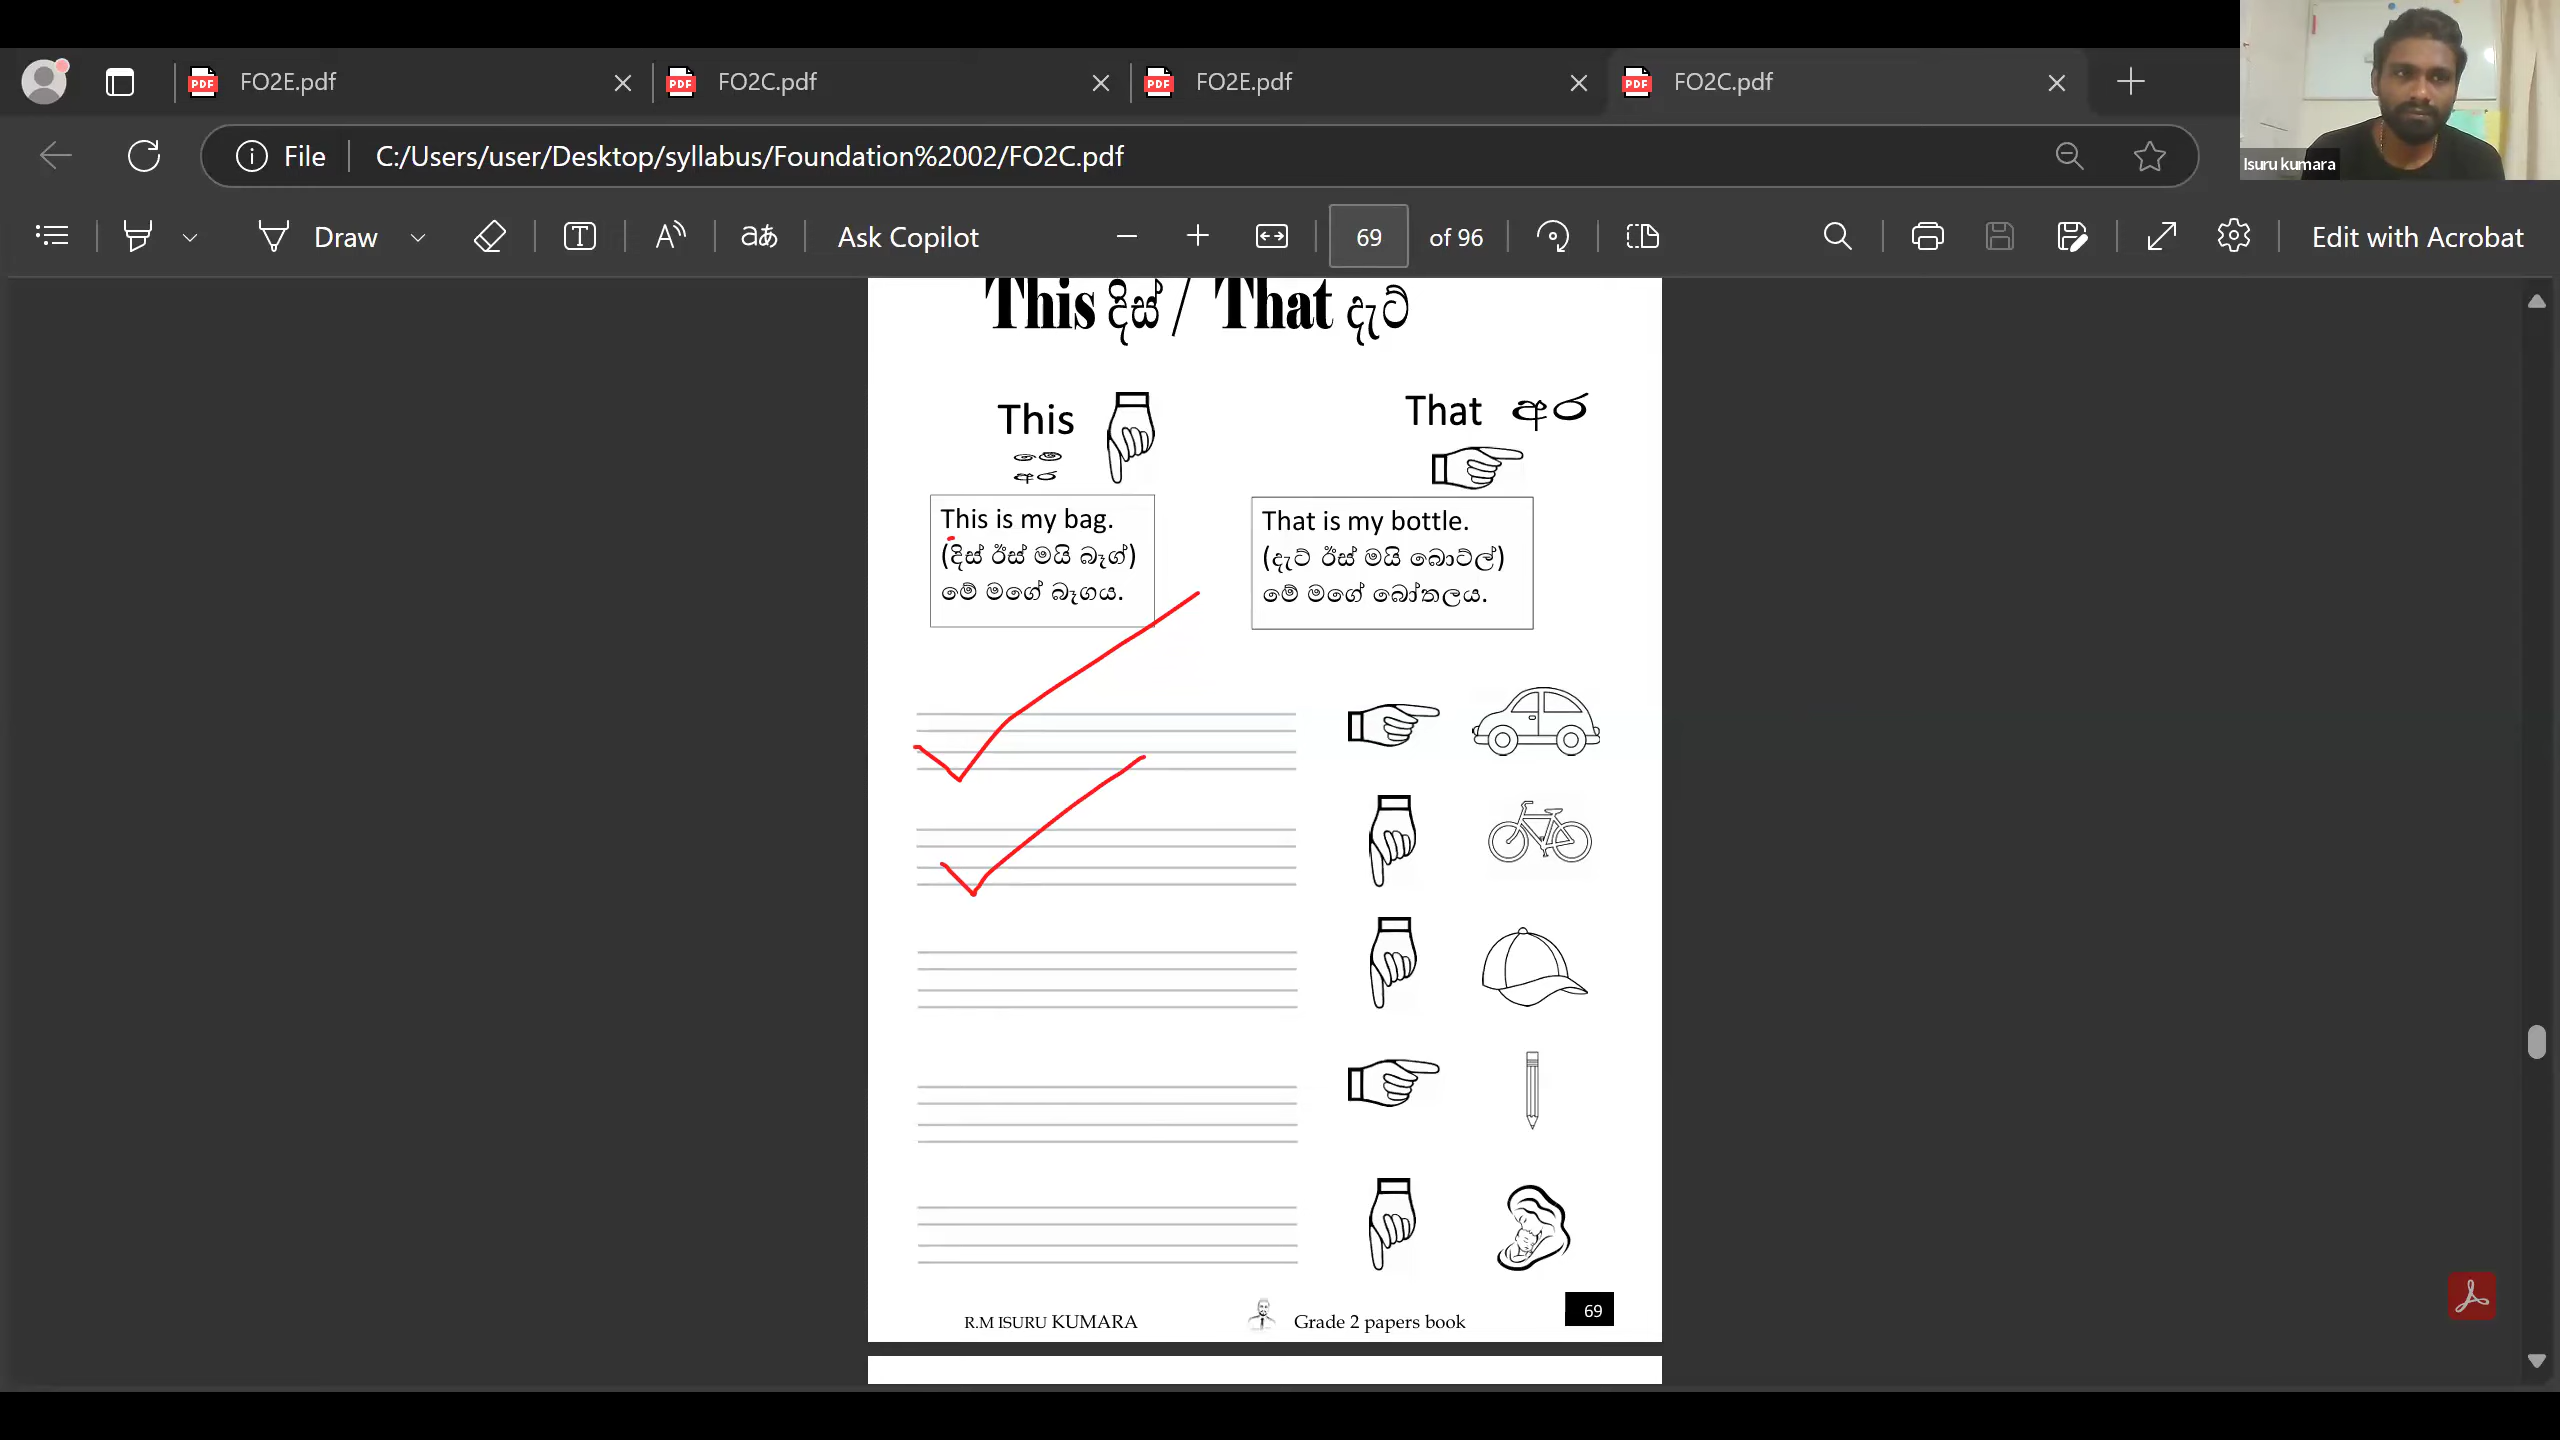 FO2E.pdf
FO2C.pdf
FO2E.pdf
FO2C.pdf
File
C:/Users/user/Desktop/syllabus/Foundation%2002/FO2C.pdf
Isuru kumara
Draw
Ask Copilot
69 of 96
Edit with Acrobat
This දිස් / That දැට්
This
මේ
අර
That අර
This is my bag.
(දිස් ඊස් මයි බෑග්)
මේ මගේ බෑගය.
That is my bottle.
(දැට් ඊස් මයි බොට්ල්)
මේ මගේ බෝතලය.
R.M ISURU KUMARA
Grade 2 papers book
69